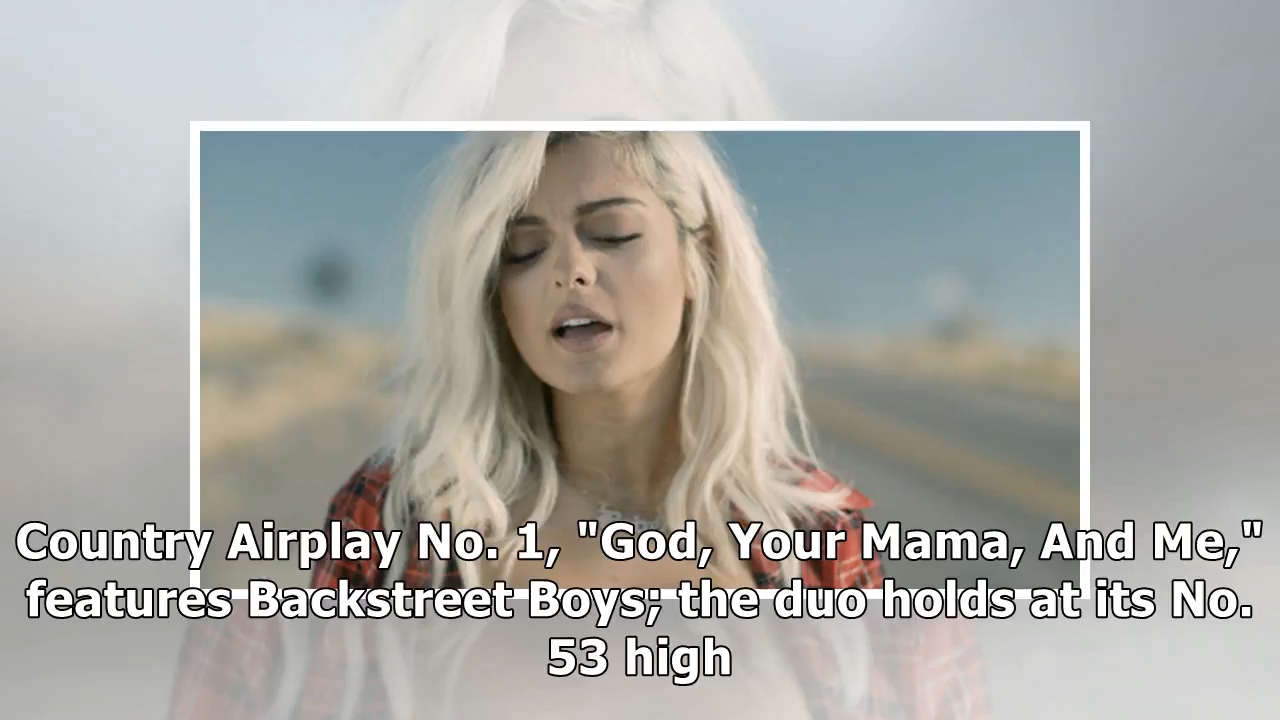 Country Airplay No. 1, "God, Your Mama, And Me,"
features Backstreet Boys; the duo holds at its No.
53 high